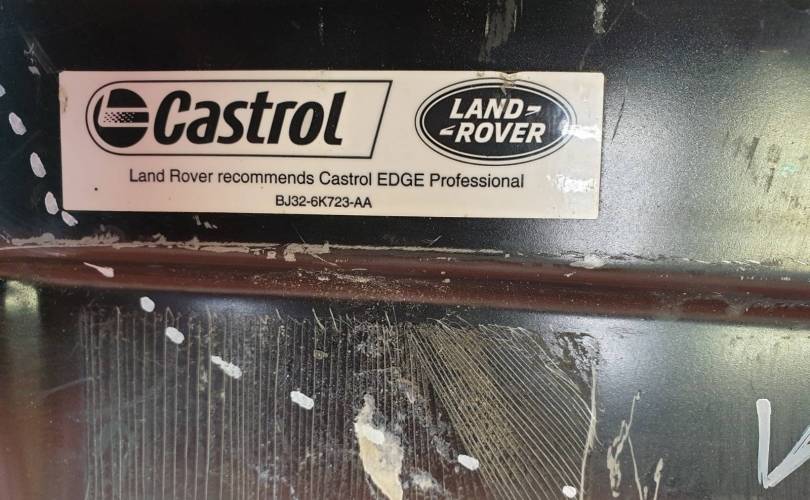 Castrol
LAND
ROVER
Land Rover recommends Castrol EDGE Professional
BJ32-6K723-AA